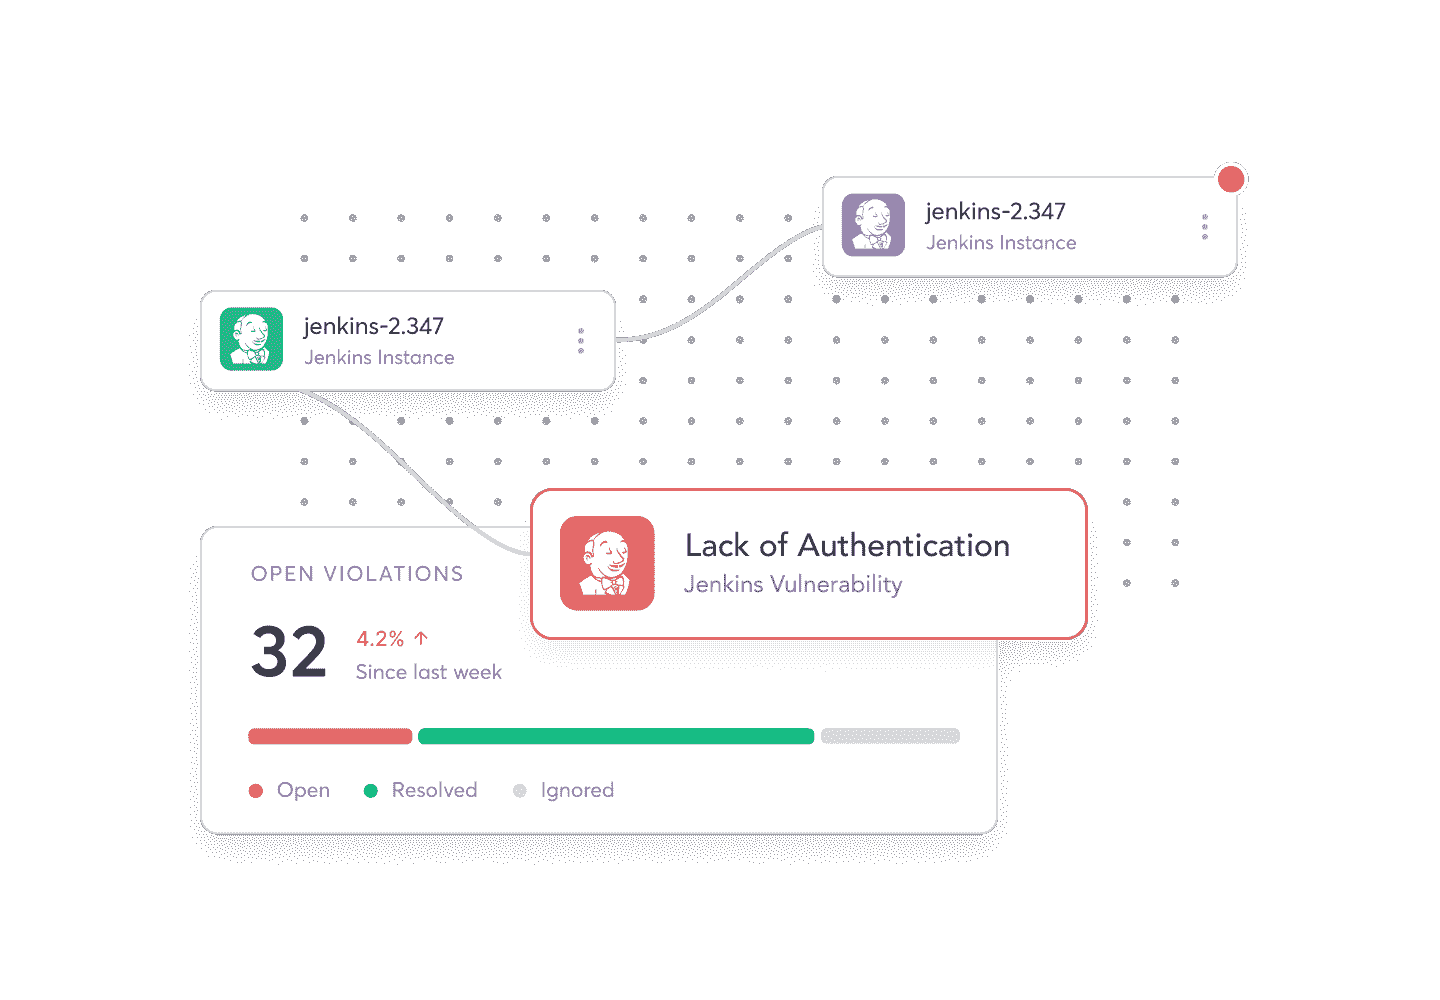 jenkins-2.347
Jenkins Instance
jenkins-2.347
Jenkins Instance
Lack of Authentication
Jenkins Vulnerability
OPEN VIOLATIONS
32
4.2% ↑
Since last week
Open
Resolved
Ignored